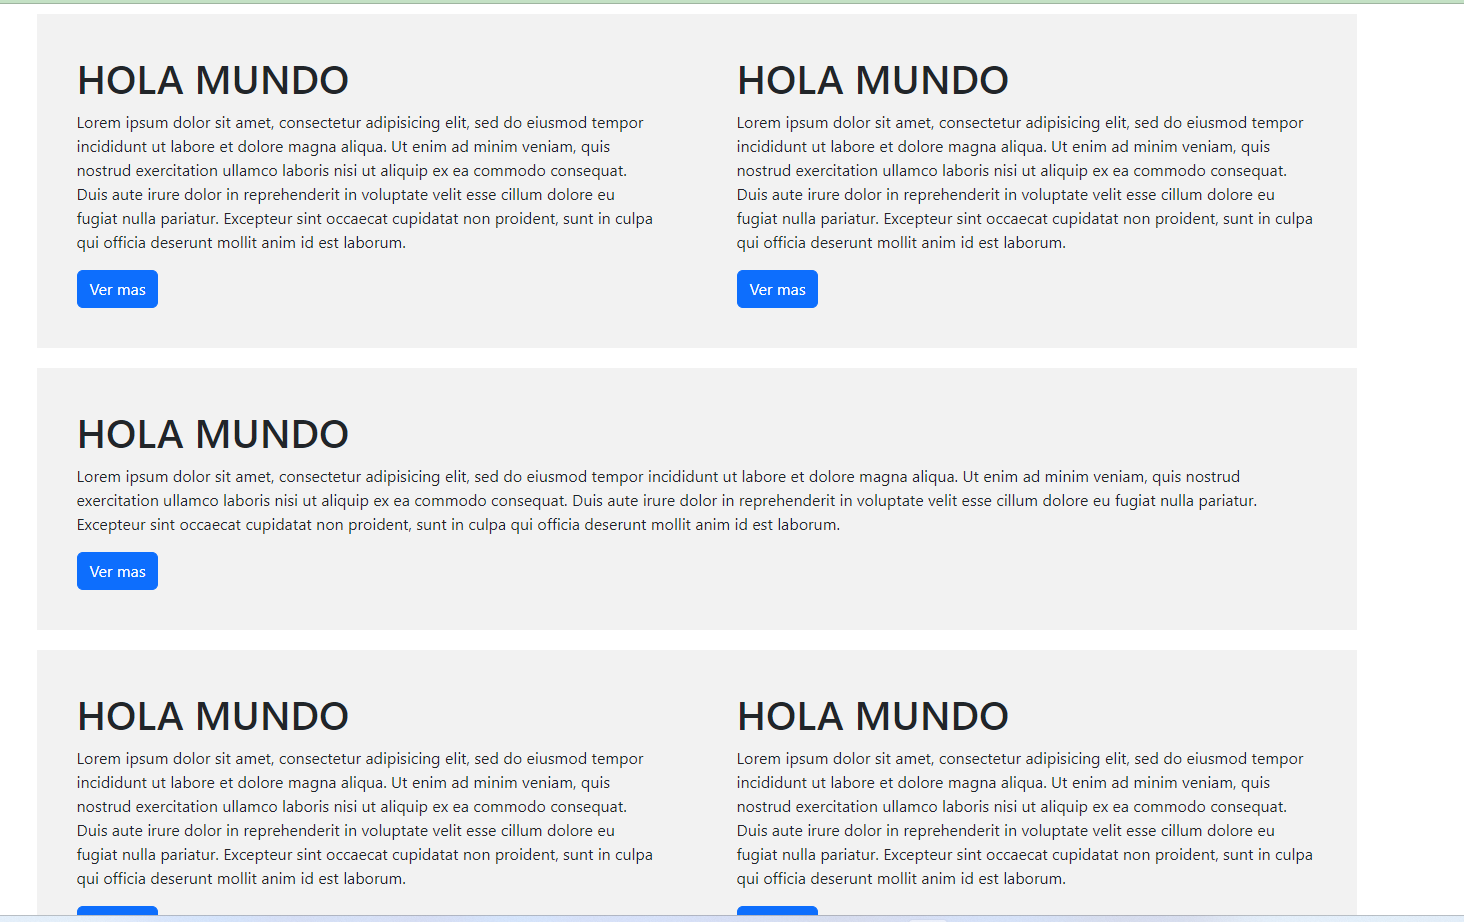 HOLA MUNDO
Lorem ipsum dolor sit amet, consectetur adipisicing elit, sed do eiusmod tempor
incididunt ut labore et dolore magna aliqua. Ut enim ad minim veniam, quis
nostrud exercitation ullamco laboris nisi ut aliquip ex ea commodo consequat.
Duis aute irure dolor in reprehenderit in voluptate velit esse cillum dolore eu
fugiat nulla pariatur. Excepteur sint occaecat cupidatat non proident, sunt in culpa
qui officia deserunt mollit anim id est laborum.
Ver mas
HOLA MUNDO
Lorem ipsum dolor sit amet, consectetur adipisicing elit, sed do eiusmod tempor
incididunt ut labore et dolore magna aliqua. Ut enim ad minim veniam, quis
nostrud exercitation ullamco laboris nisi ut aliquip ex ea commodo consequat.
Duis aute irure dolor in reprehenderit in voluptate velit esse cillum dolore eu
fugiat nulla pariatur. Excepteur sint occaecat cupidatat non proident, sunt in culpa
qui officia deserunt mollit anim id est laborum.
Ver mas
HOLA MUNDO
Lorem ipsum dolor sit amet, consectetur adipisicing elit, sed do eiusmod tempor incididunt ut labore et dolore magna aliqua. Ut enim ad minim veniam, quis nostrud
exercitation ullamco laboris nisi ut aliquip ex ea commodo consequat. Duis aute irure dolor in reprehenderit in voluptate velit esse cillum dolore eu fugiat nulla pariatur.
Excepteur sint occaecat cupidatat non proident, sunt in culpa qui officia deserunt mollit anim id est laborum.
Ver mas
HOLA MUNDO
Lorem ipsum dolor sit amet, consectetur adipisicing elit, sed do eiusmod tempor
incididunt ut labore et dolore magna aliqua. Ut enim ad minim veniam, quis
nostrud exercitation ullamco laboris nisi ut aliquip ex ea commodo consequat.
Duis aute irure dolor in reprehenderit in voluptate velit esse cillum dolore eu
fugiat nulla pariatur. Excepteur sint occaecat cupidatat non proident, sunt in culpa
qui officia deserunt mollit anim id est laborum.
HOLA MUNDO
Lorem ipsum dolor sit amet, consectetur adipisicing elit, sed do eiusmod tempor
incididunt ut labore et dolore magna aliqua. Ut enim ad minim veniam, quis
nostrud exercitation ullamco laboris nisi ut aliquip ex ea commodo consequat.
Duis aute irure dolor in reprehenderit in voluptate velit esse cillum dolore eu
fugiat nulla pariatur. Excepteur sint occaecat cupidatat non proident, sunt in culpa
qui officia deserunt mollit anim id est laborum.